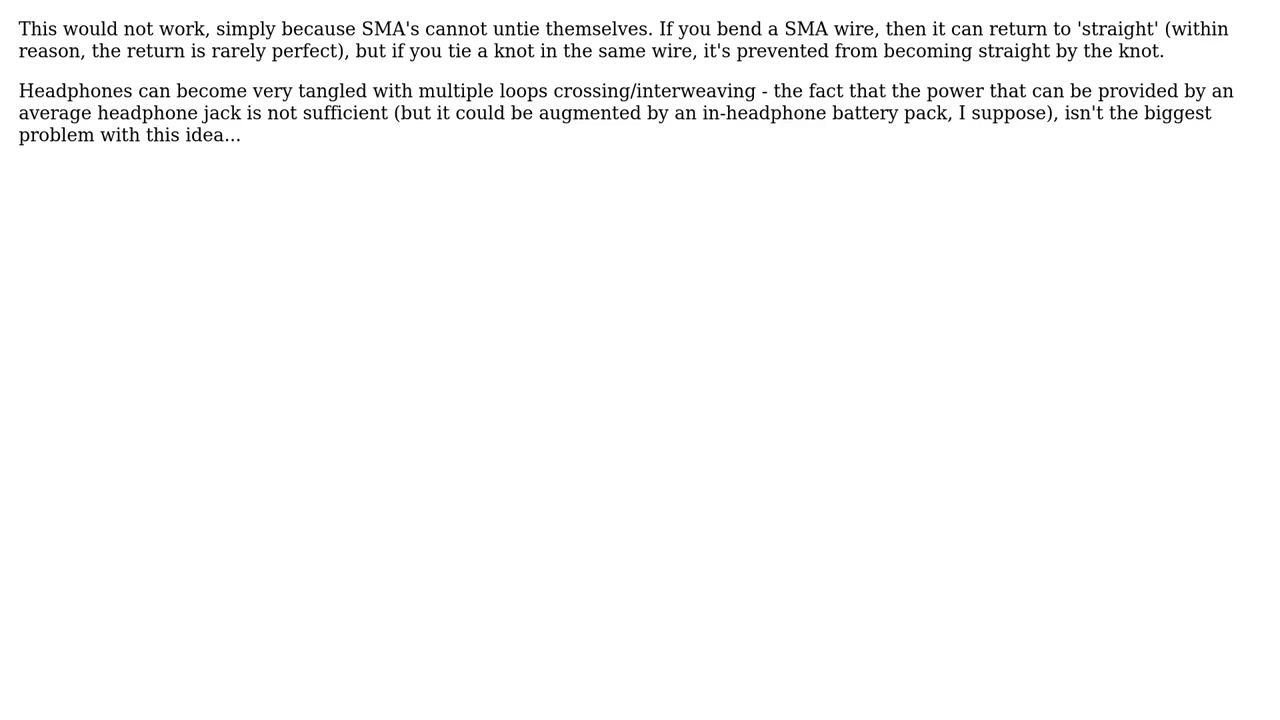 This would not work, simply because SMA's cannot untie themselves. If you bend a SMA wire, then it can return to 'straight' (within
reason, the return is rarely perfect), but if you tie a knot in the same wire, it's prevented from becoming straight by the knot.
Headphones can become very tangled with multiple loops crossing/interweaving - the fact that the power that can be provided by an
average headphone jack is not sufficient (but it could be augmented by an in-headphone battery pack, I suppose), isn't the biggest
problem with this idea...